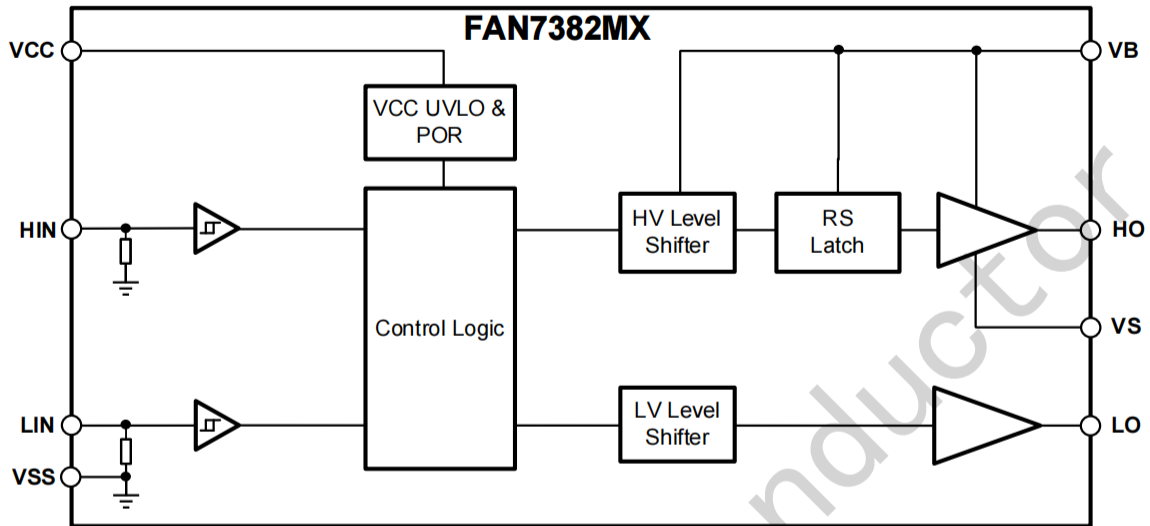 FAN7382MX
VCC
VB
VCC UVLO &
POR
HIN
HV Level
Shifter
RS
Latch
HO
Control Logic
VS
LIN
LV Level
Shifter
LO
VSS
nductor